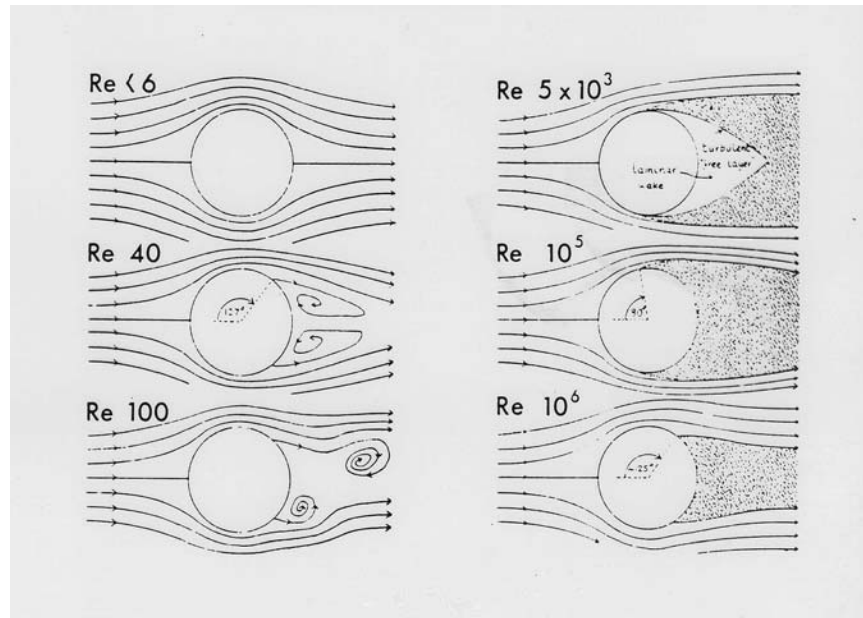 Re < 6
Re 40
127°
Re 100
Re 5 x 10³
turbulent
free layer
laminar
wake
Re 10⁵
Re 10⁶